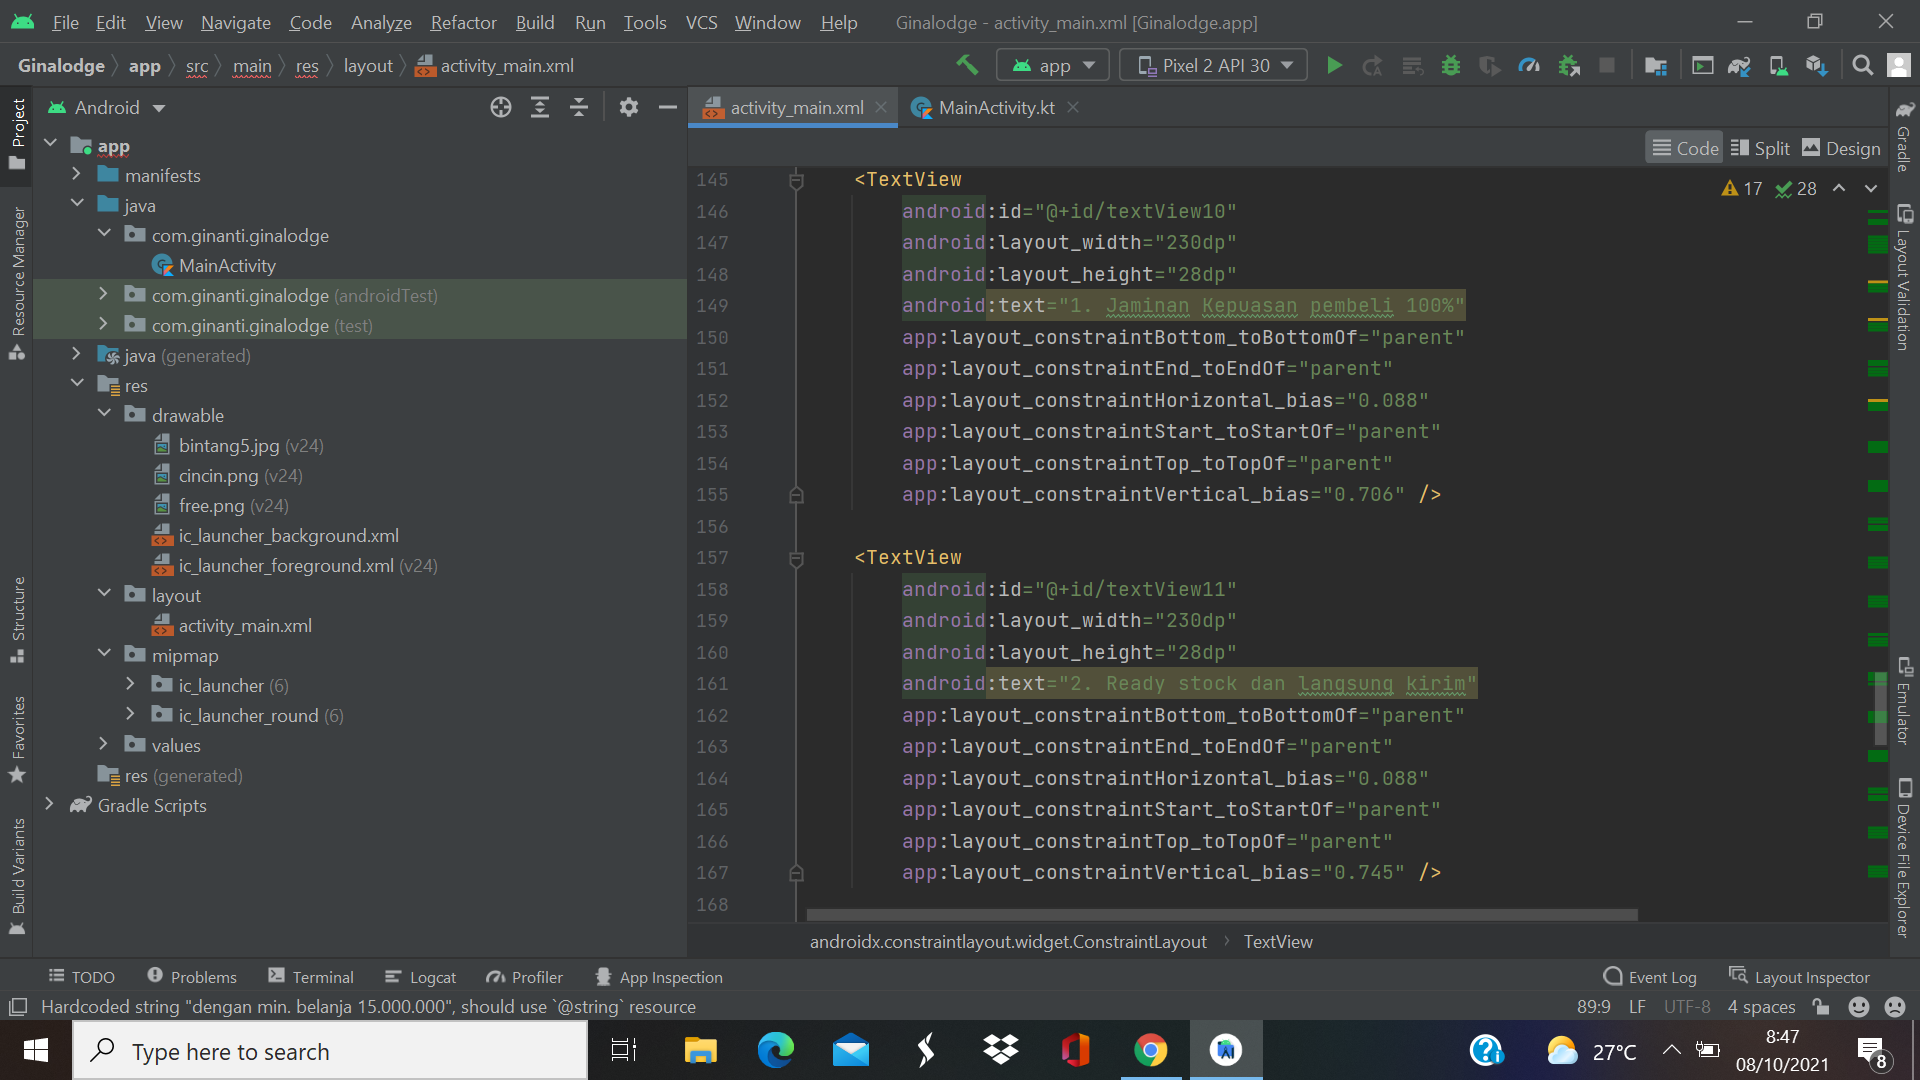 File Edit View Navigate Code Analyze Refactor Build Run Tools VCS Window Help Ginalodge - activity_main.xml [Ginalodge.app]
Ginalodge app src main res layout activity_main.xml app Pixel 2 API 30
Project
Android
activity_main.xml MainActivity.kt
Code Split Design
17 28
app
manifests
java
com.ginanti.ginalodge
MainActivity
com.ginanti.ginalodge (androidTest)
com.ginanti.ginalodge (test)
java (generated)
res
drawable
bintang5.jpg (v24)
cincin.png (v24)
free.png (v24)
ic_launcher_background.xml
ic_launcher_foreground.xml (v24)
layout
activity_main.xml
mipmap
ic_launcher (6)
ic_launcher_round (6)
values
res (generated)
Gradle Scripts
Resource Manager
Structure
Favorites
Build Variants
145 <TextView
146 android:id="@+id/textView10"
147 android:layout_width="230dp"
148 android:layout_height="28dp"
149 android:text="1. Jaminan Kepuasan pembeli 100%"
150 app:layout_constraintBottom_toBottomOf="parent"
151 app:layout_constraintEnd_toEndOf="parent"
152 app:layout_constraintHorizontal_bias="0.088"
153 app:layout_constraintStart_toStartOf="parent"
154 app:layout_constraintTop_toTopOf="parent"
155 app:layout_constraintVertical_bias="0.706" />
156
157 <TextView
158 android:id="@+id/textView11"
159 android:layout_width="230dp"
160 android:layout_height="28dp"
161 android:text="2. Ready stock dan langsung kirim"
162 app:layout_constraintBottom_toBottomOf="parent"
163 app:layout_constraintEnd_toEndOf="parent"
164 app:layout_constraintHorizontal_bias="0.088"
165 app:layout_constraintStart_toStartOf="parent"
166 app:layout_constraintTop_toTopOf="parent"
167 app:layout_constraintVertical_bias="0.745" />
168
androidx.constraintlayout.widget.ConstraintLayout TextView
Gradle
Layout Validation
Emulator
Device File Explorer
TODO Problems Terminal Logcat Profiler App Inspection Event Log Layout Inspector
Hardcoded string "dengan min. belanja 15.000.000", should use `@string` resource 89:9 LF UTF-8 4 spaces
Type here to search
27°C
8:47
08/10/2021
8